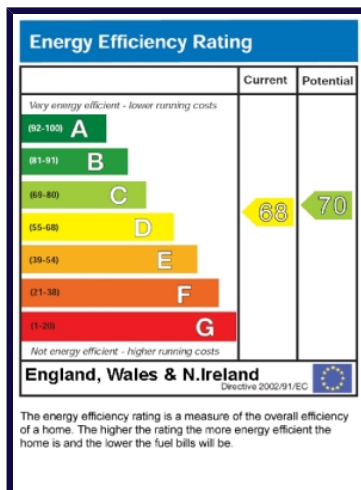 Energy Efficiency Rating
Current Potential
Very energy efficient - lower running costs
(92-100) A
(81-91) B
(69-80) C
(55-68) D
68 70
(39-54) E
(21-38) F
(1-20) G
Not energy efficient - higher running costs
England, Wales & N.Ireland
Directive 2002/91/EC
The energy efficiency rating is a measure of the overall efficiency
of a home. The higher the rating the more energy efficient the
home is and the lower the fuel bills will be.